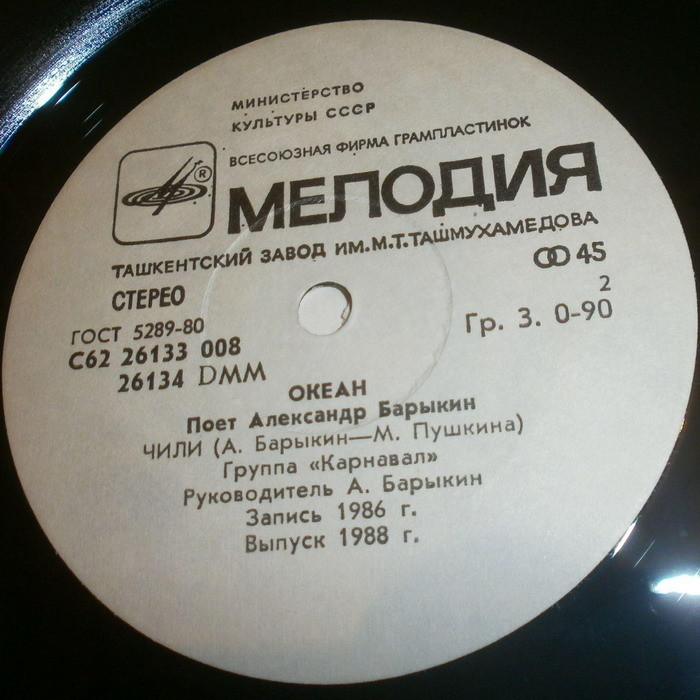 МИНИСТЕРСТВО
КУЛЬТУРЫ СССР
ВСЕСОЮЗНАЯ ФИРМА ГРАМПЛАСТИНОК
®
МЕЛОДИЯ
ТАШКЕНТСКИЙ ЗАВОД ИМ.М.Т.ТАШМУХАМЕДОВА
СТЕРЕО
45
ГОСТ 5289-80
2
С62 26133 008
Гр. 3. 0-90
26134 DMM
ОКЕАН
Поет Александр Барыкин
ЧИЛИ (А. Барыкин—М. Пушкина)
Группа «Карнавал»
Руководитель А. Барыкин
Запись 1986 г.
Выпуск 1988 г.